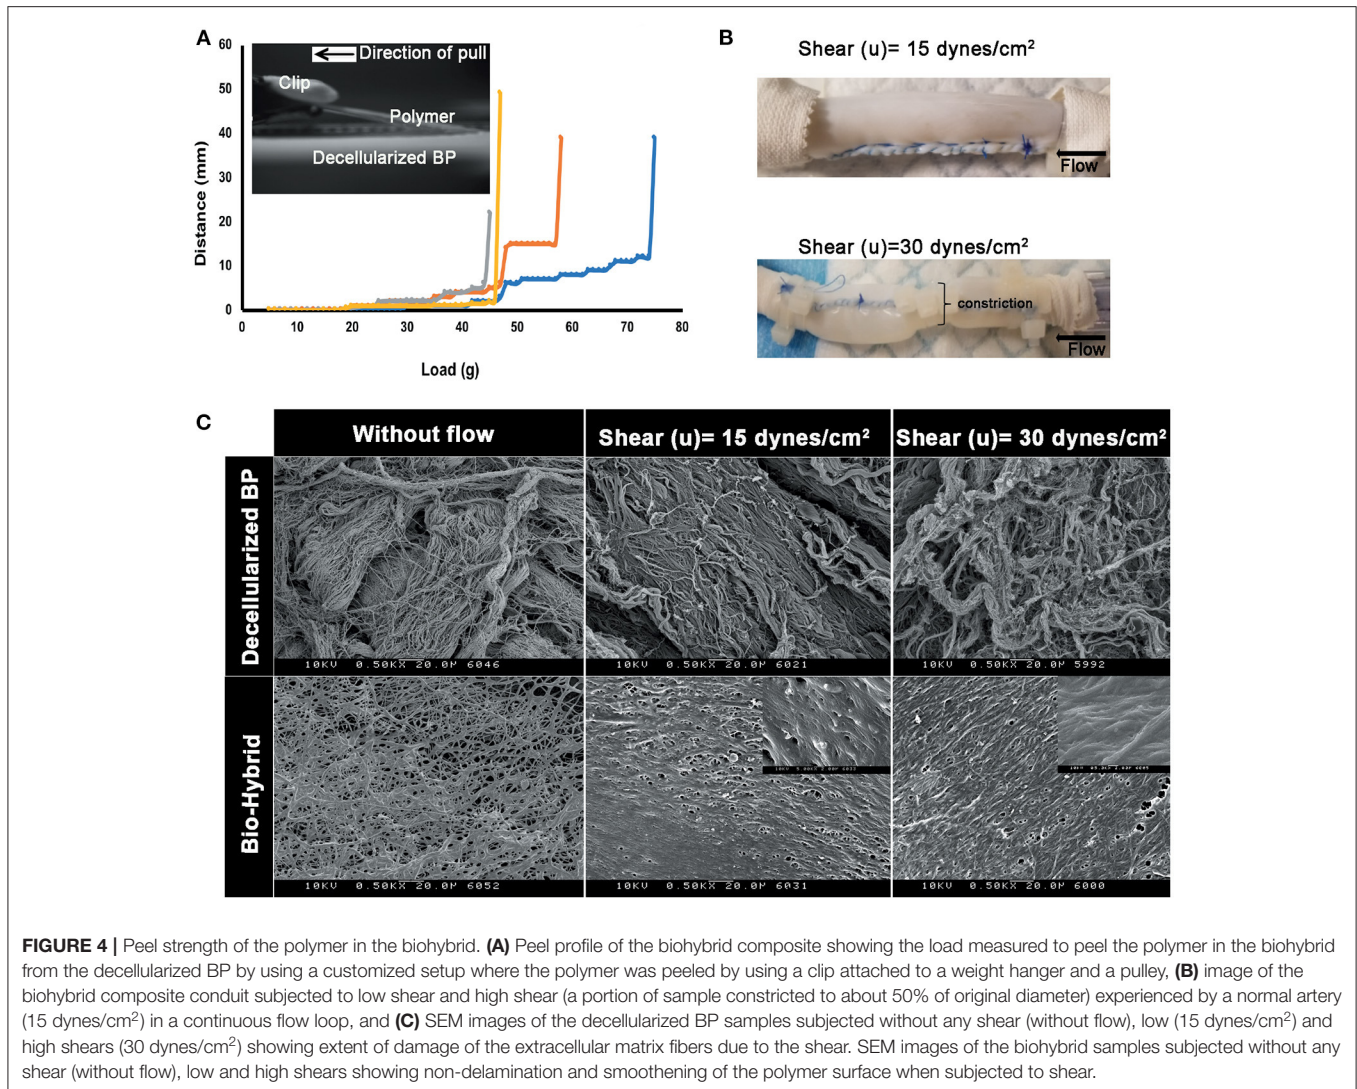 A
60
50
40
30
20
10
0
Distance (mm)
0 10 20 30 40 50 60 70 80
Load (g)
Direction of pull
Clip
Polymer
Decellularized BP
B
Shear (u)= 15 dynes/cm²
Flow
Shear (u)=30 dynes/cm²
constriction
Flow
C
Without flow
Shear (u)= 15 dynes/cm²
Shear (u)= 30 dynes/cm²
Decellularized BP
10KV 0.50KX 20.0µ 6046
10KV 0.50KX 20.0µ 6021
10KV 0.50KX 20.0µ 5992
Bio-Hybrid
10KV 0.50KX 20.0µ 6052
10KV 0.50KX 20.0µ 6031
10KV 0.50KX 20.0µ 6000
FIGURE 4 | Peel strength of the polymer in the biohybrid. (A) Peel profile of the biohybrid composite showing the load measured to peel the polymer in the biohybrid
from the decellularized BP by using a customized setup where the polymer was peeled by using a clip attached to a weight hanger and a pulley, (B) image of the
biohybrid composite conduit subjected to low shear and high shear (a portion of sample constricted to about 50% of original diameter) experienced by a normal artery
(15 dynes/cm²) in a continuous flow loop, and (C) SEM images of the decellularized BP samples subjected without any shear (without flow), low (15 dynes/cm²) and
high shears (30 dynes/cm²) showing extent of damage of the extracellular matrix fibers due to the shear. SEM images of the biohybrid samples subjected without any
shear (without flow), low and high shears showing non-delamination and smoothening of the polymer surface when subjected to shear.